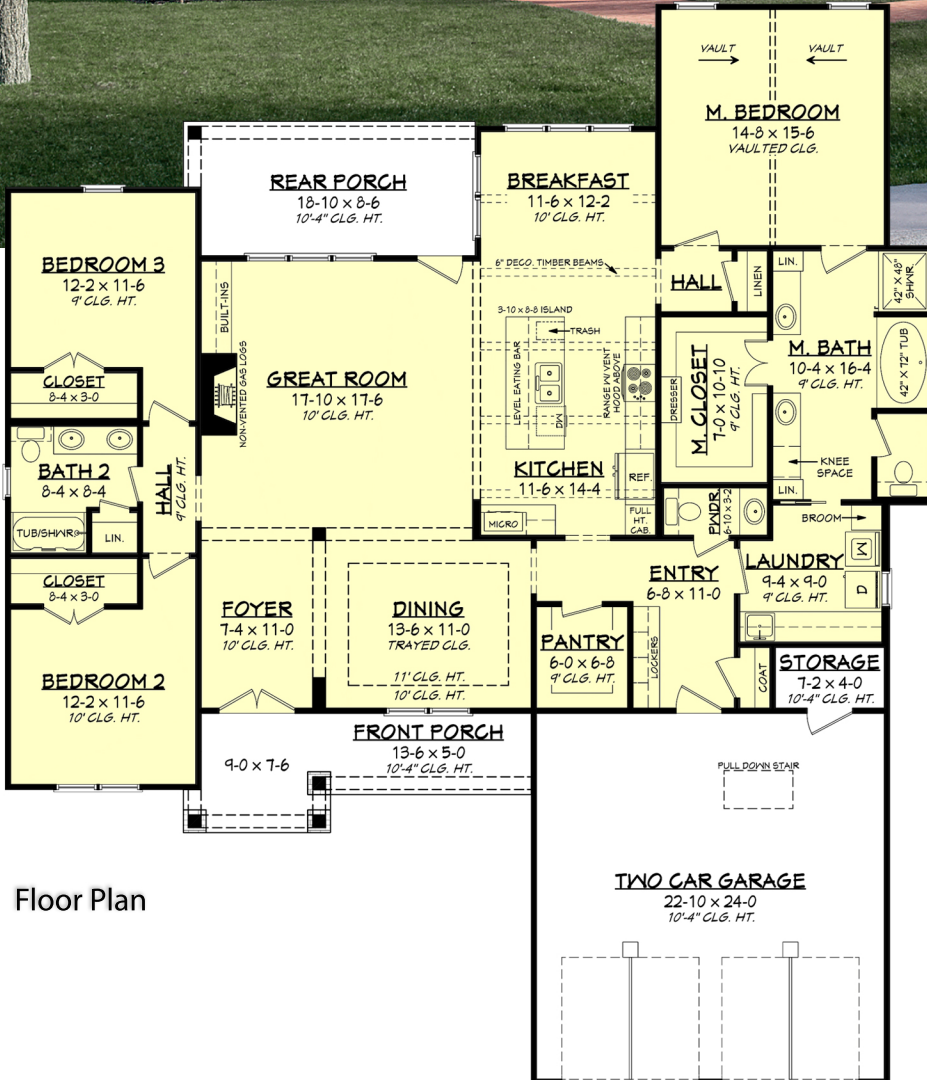 VAULT
VAULT
M. BEDROOM
14-8 x 15-6
VAULTED CLG.
REAR PORCH
18-10 x 8-6
10'-4" CLG. HT.
BREAKFAST
11-6 x 12-2
10' CLG. HT.
BEDROOM 3
12-2 x 11-6
9' CLG. HT.
6" DECO. TIMBER BEAMS
HALL
LINEN
LIN.
42" X 48"
SHWR.
BUILT-INS
3-10 x 8-8 ISLAND
TRASH
LEVEL EATING BAR
DW
RANGE W/ VENT
HOOD ABOVE
DRESSER
M. CLOSET
7-0 x 10-10
9' CLG. HT.
M. BATH
10-4 x 16-4
9' CLG. HT.
42" X 72" TUB
GREAT ROOM
17-10 x 17-6
10' CLG. HT.
NON-VENTED GAS LOGS
CLOSET
8-4 x 3-0
BATH 2
8-4 x 8-4
HALL
9' CLG. HT.
TUB/SHWR
LIN.
KITCHEN
11-6 x 14-4
REF.
MICRO
FULL
HT.
CAB.
KNEE
SPACE
LIN.
PWDR.
6-10 x 3-2
BROOM
LAUNDRY
9-4 x 9-0
9' CLG. HT.
W
D
CLOSET
8-4 x 3-0
FOYER
7-4 x 11-0
10' CLG. HT.
DINING
13-6 x 11-0
TRAYED CLG.
11' CLG. HT.
10' CLG. HT.
ENTRY
6-8 x 11-0
PANTRY
6-0 x 6-8
9' CLG. HT.
LOCKERS
COAT
STORAGE
7-2 x 4-0
10'-4" CLG. HT.
BEDROOM 2
12-2 x 11-6
10' CLG. HT.
9-0 x 7-6
FRONT PORCH
13-6 x 5-0
10'-4" CLG. HT.
PULL DOWN STAIR
TWO CAR GARAGE
22-10 x 24-0
10'-4" CLG. HT.
Floor Plan